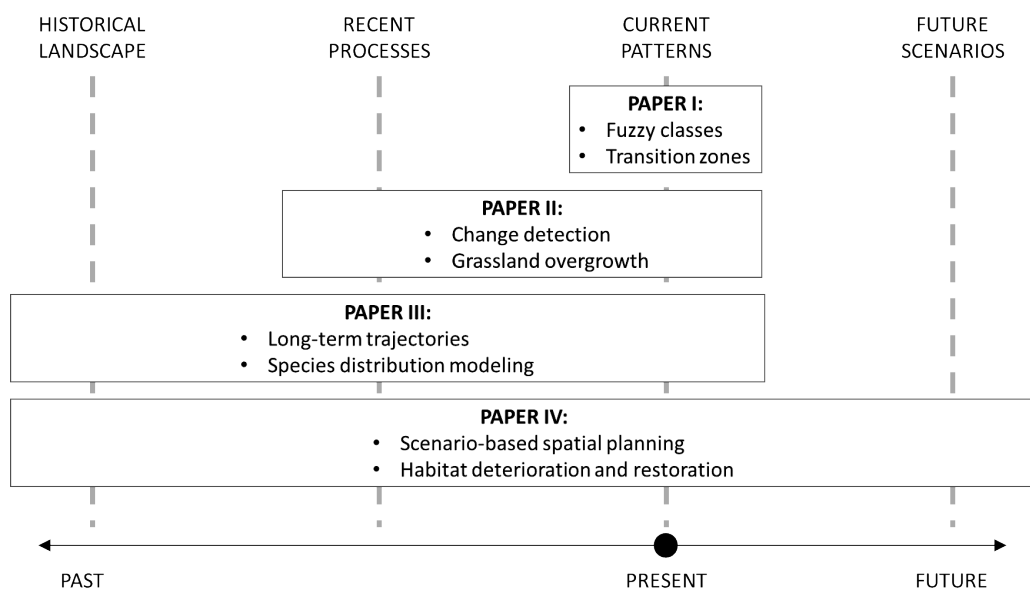 HISTORICAL
LANDSCAPE
RECENT
PROCESSES
CURRENT
PATTERNS
FUTURE
SCENARIOS
PAPER I:
• Fuzzy classes
• Transition zones
PAPER II:
• Change detection
• Grassland overgrowth
PAPER III:
• Long-term trajectories
• Species distribution modeling
PAPER IV:
• Scenario-based spatial planning
• Habitat deterioration and restoration
PAST
PRESENT
FUTURE